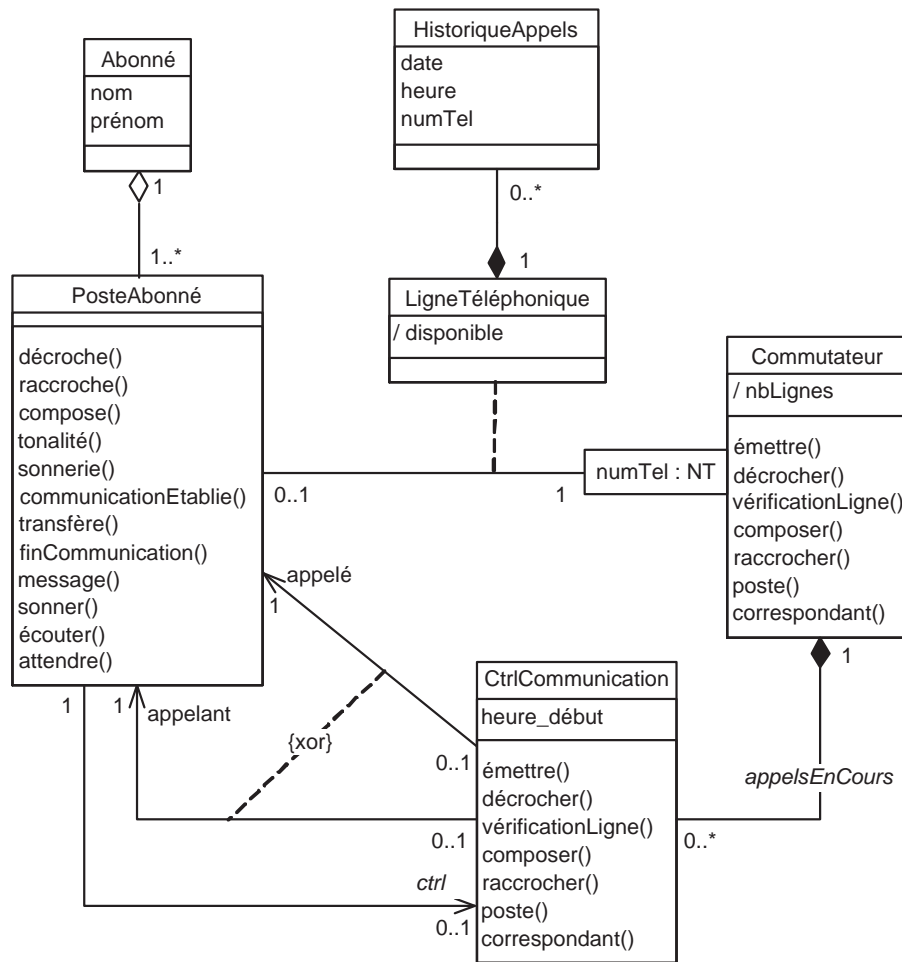 Abonné
nom
prénom
1
1..*
HistoriqueAppels
date
heure
numTel
0..*
1
LigneTéléphonique
/ disponible
PosteAbonné
décroche()
raccroche()
compose()
tonalité()
sonnerie()
communicationEtablie()
transfère()
finCommunication()
message()
sonner()
écouter()
attendre()
0..1
1
numTel : NT
Commutateur
/ nbLignes
émettre()
décrocher()
vérificationLigne()
composer()
raccrocher()
poste()
correspondant()
1
appelé
1
1
1
appelant
{xor}
0..1
0..1
ctrl
0..1
CtrlCommunication
heure_début
émettre()
décrocher()
vérificationLigne()
composer()
raccrocher()
poste()
correspondant()
appelsEnCours
0..*